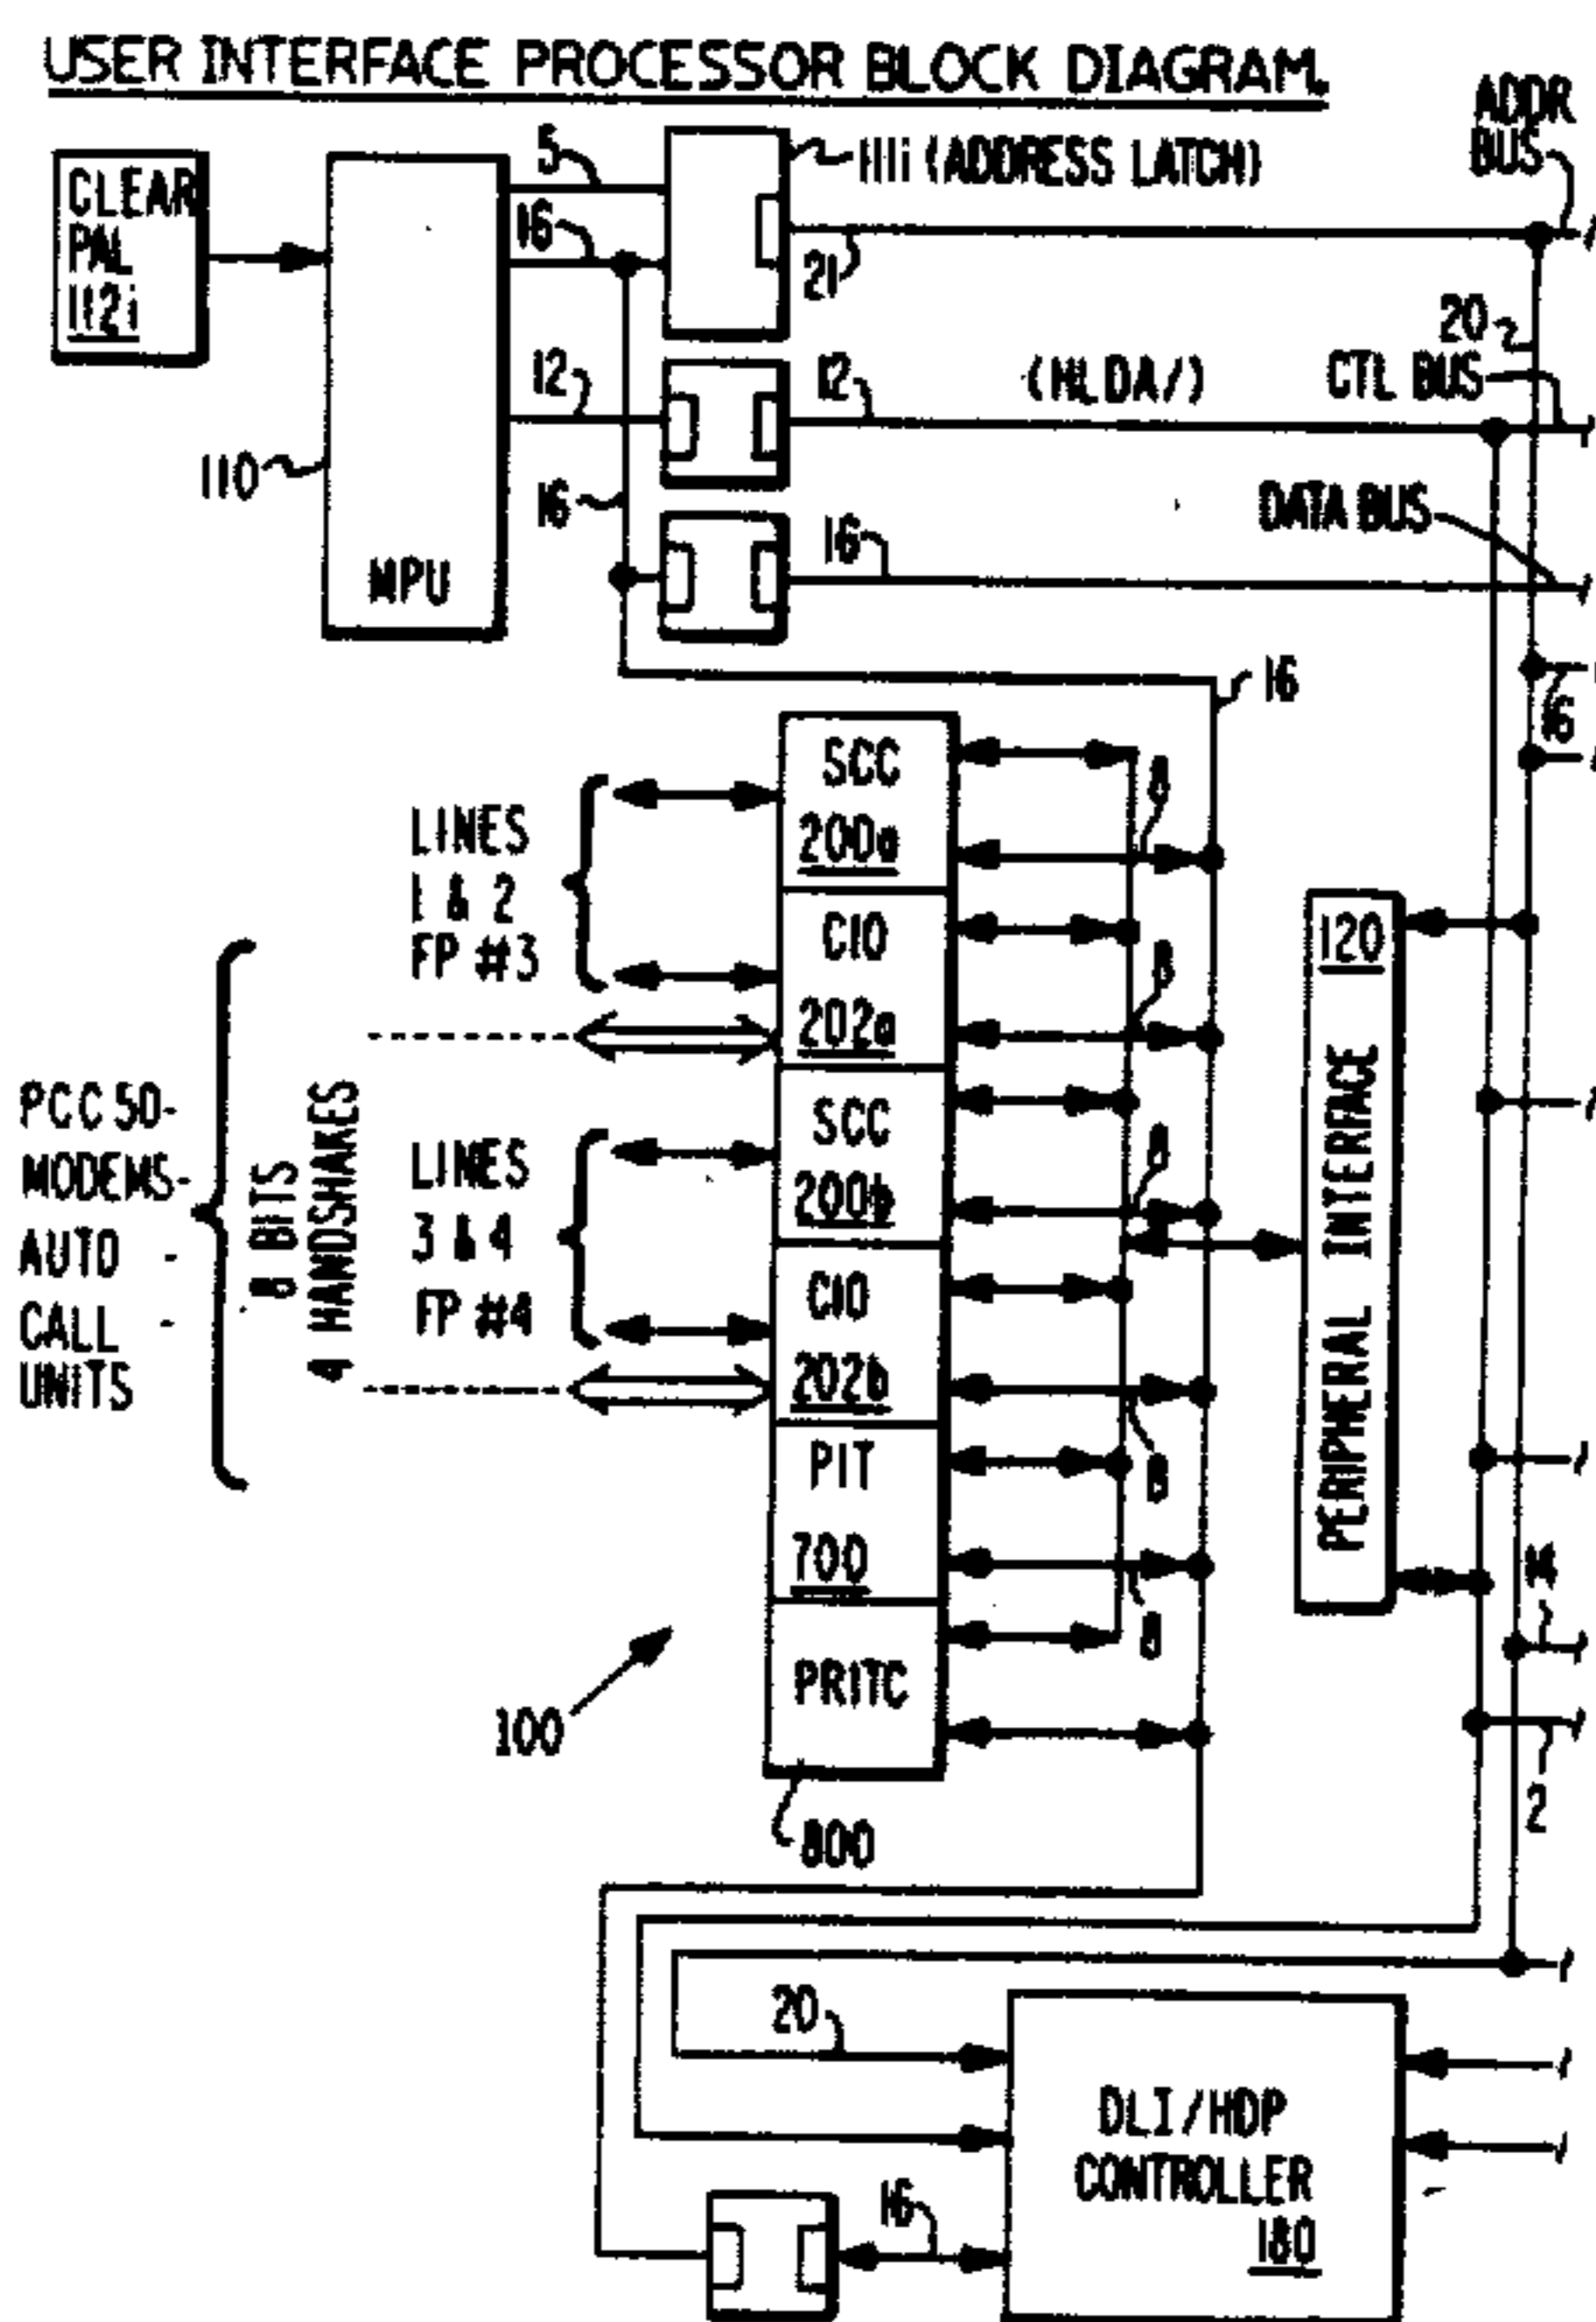 USER INTERFACE PROCESSOR BLOCK DIAGRAM.
ADDR
BUS
CLEAR
PAL
112i
5
111i (ADDRESS LATCH)
16
21
20
12
12
(HLDA/)
CTL BUS
110
16
16
DATA BUS
MPU
16
16
SCC
200a
8
LINES
1 & 2
FP #3
CIO
202a
8
120
PERIPHERAL INTERFACE
PCC 50-
MODEMS-
AUTO -
CALL -
UNITS
8 BITS
4 HANDSHAKES
LINES
3 & 4
FP #4
SCC
200b
8
8
CIO
202b
8
PIT
700
8
14
PRITC
100
800
2
20
DLI/HDP
CONTROLLER
180
16